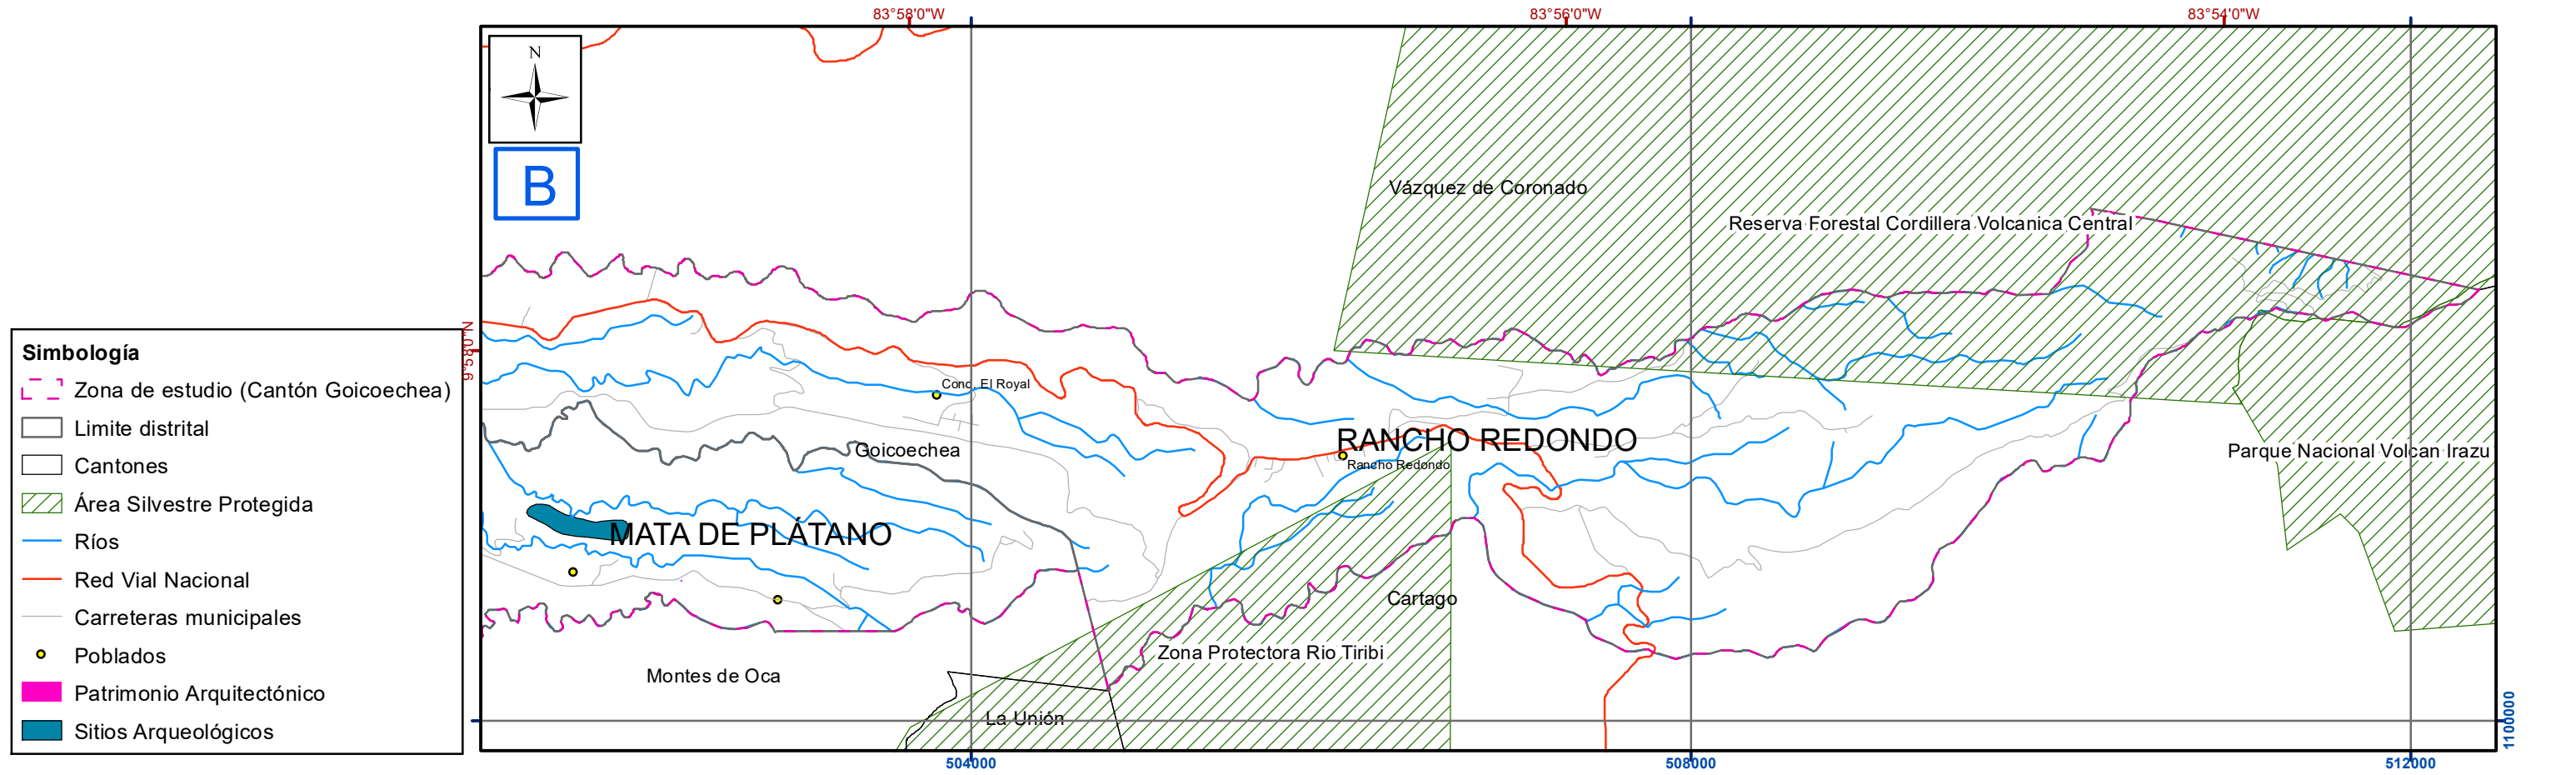 83°58'0"W
83°56'0"W
83°54'0"W
N
B
Vázquez de Coronado
Reserva Forestal Cordillera Volcanica Central
9°58'0"N
Simbología
Zona de estudio (Cantón Goicoechea)
Limite distrital
Cantones
Área Silvestre Protegida
Ríos
Red Vial Nacional
Carreteras municipales
Poblados
Patrimonio Arquitectónico
Sitios Arqueológicos
Cond. El Royal
Goicoechea
RANCHO REDONDO
Rancho Redondo
Parque Nacional Volcan Irazu
MATA DE PLÁTANO
Cartago
Zona Protectora Rio Tiribi
Montes de Oca
La Unión
1100000
504000
508000
512000